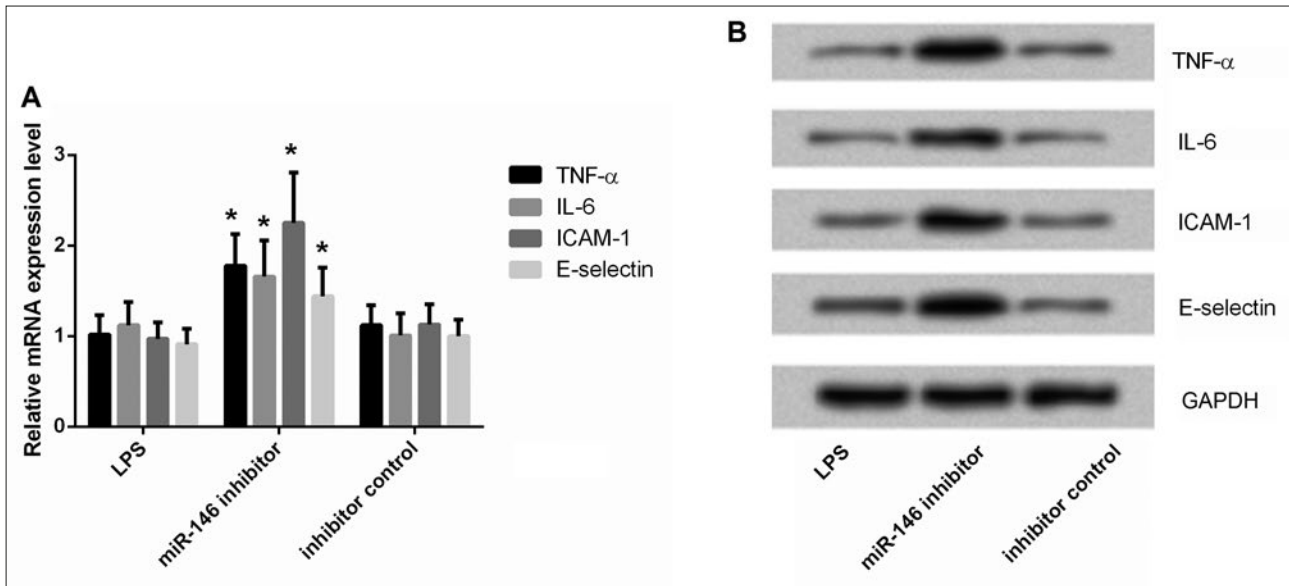 A
Relative mRNA expression level
3
2
1
0
* * * *
TNF-α
IL-6
ICAM-1
E-selectin
LPS
miR-146 inhibitor
inhibitor control
B
TNF-α
IL-6
ICAM-1
E-selectin
GAPDH
LPS
miR-146 inhibitor
inhibitor control